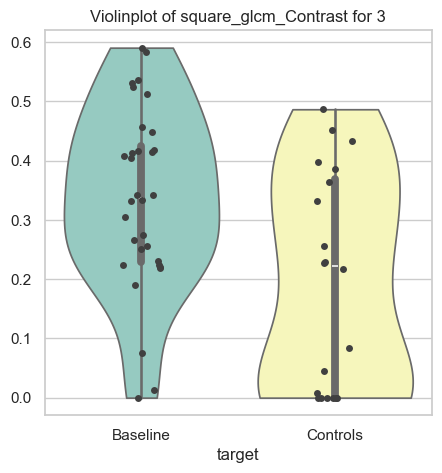 Violinplot of square_glcm_Contrast for 3
0.6
0.5
0.4
0.3
0.2
0.1
0.0
Baseline
Controls
target